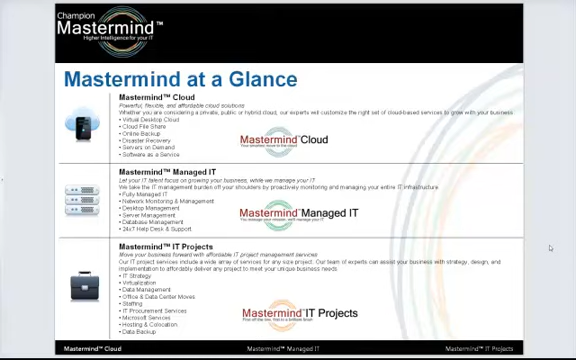 Champion
Mastermind™
Higher Intelligence for your IT
Mastermind at a Glance
Mastermind™ Cloud
Powerful, flexible, and affordable cloud solutions
Whether you are considering a private, public or hybrid cloud, our experts will customize the right set of cloud-based services to grow with your business.
• Virtual Desktop Cloud
• Cloud File Share
• Online Backup
• Disaster Recovery
• Servers on Demand
• Software as a Service
Mastermind™ Cloud
Mastermind™ Managed IT
Let your IT talent focus on growing your business, while we manage your IT
We take the IT management burden off your shoulders by proactively monitoring and managing your entire IT infrastructure
• Fully Managed IT
• Network Monitoring & Management
• Desktop Management
• Server Management
• Database Management
• 24x7 Help Desk & Support
Mastermind™ Managed IT
Mastermind™ IT Projects
Move your business forward with affordable IT project management services
Our IT project services include a wide array of services for any size project. Our team of experts can assist your business with strategy, design, and
implementation to affordably deliver any project to meet your unique business needs
• IT Strategy
• Virtualization
• Data Management
• Office & Data Center Moves
• Staffing
• IT Procurement Services
• Microsoft Services
• Hosting & Colocation
• Data Backup
Mastermind™ IT Projects
Mastermind™ Cloud
Mastermind™ Managed IT
Mastermind™ IT Projects